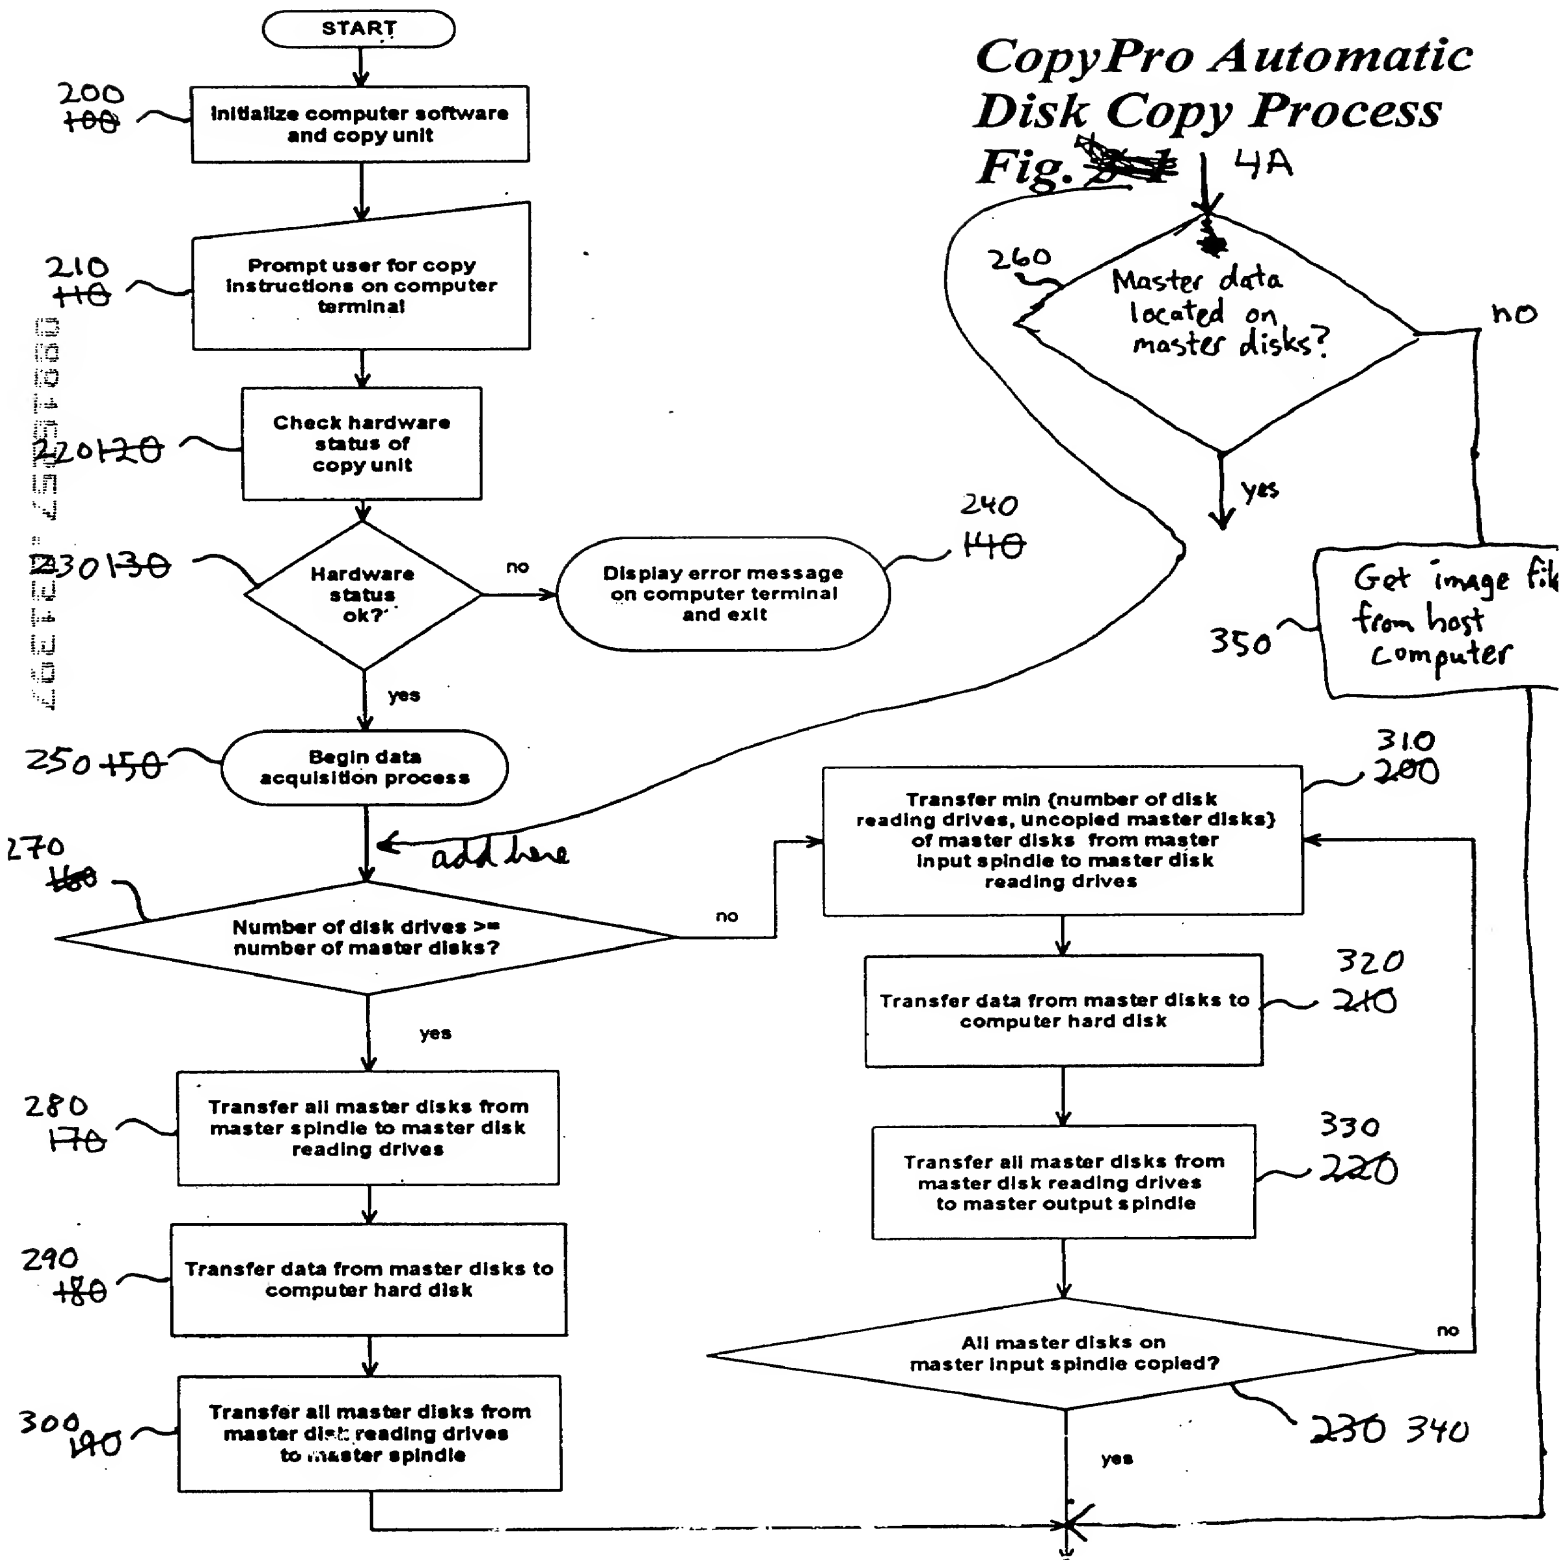 START
CopyPro Automatic
Disk Copy Process
Fig. 4A
200
100
Initialize computer software
and copy unit
210
110
Prompt user for copy
instructions on computer
terminal
260
Master data
located on
master disks?
no
yes
220 120
Check hardware
status of
copy unit
230 130
Hardware
status
ok?
no
240
140
Display error message
on computer terminal
and exit
yes
350
Get image
from host
computer
250 150
Begin data
acquisition process
add here
270
160
Number of disk drives >=
number of master disks?
no
yes
310
200
Transfer min {number of disk
reading drives, uncopied master disks}
of master disks from master
input spindle to master disk
reading drives
320
210
Transfer data from master disks to
computer hard disk
280
170
Transfer all master disks from
master spindle to master disk
reading drives
330
220
Transfer all master disks from
master disk reading drives
to master output spindle
290
180
Transfer data from master disks to
computer hard disk
All master disks on
master input spindle copied?
no
230 340
yes
300
190
Transfer all master disks from
master disk reading drives
to master spindle